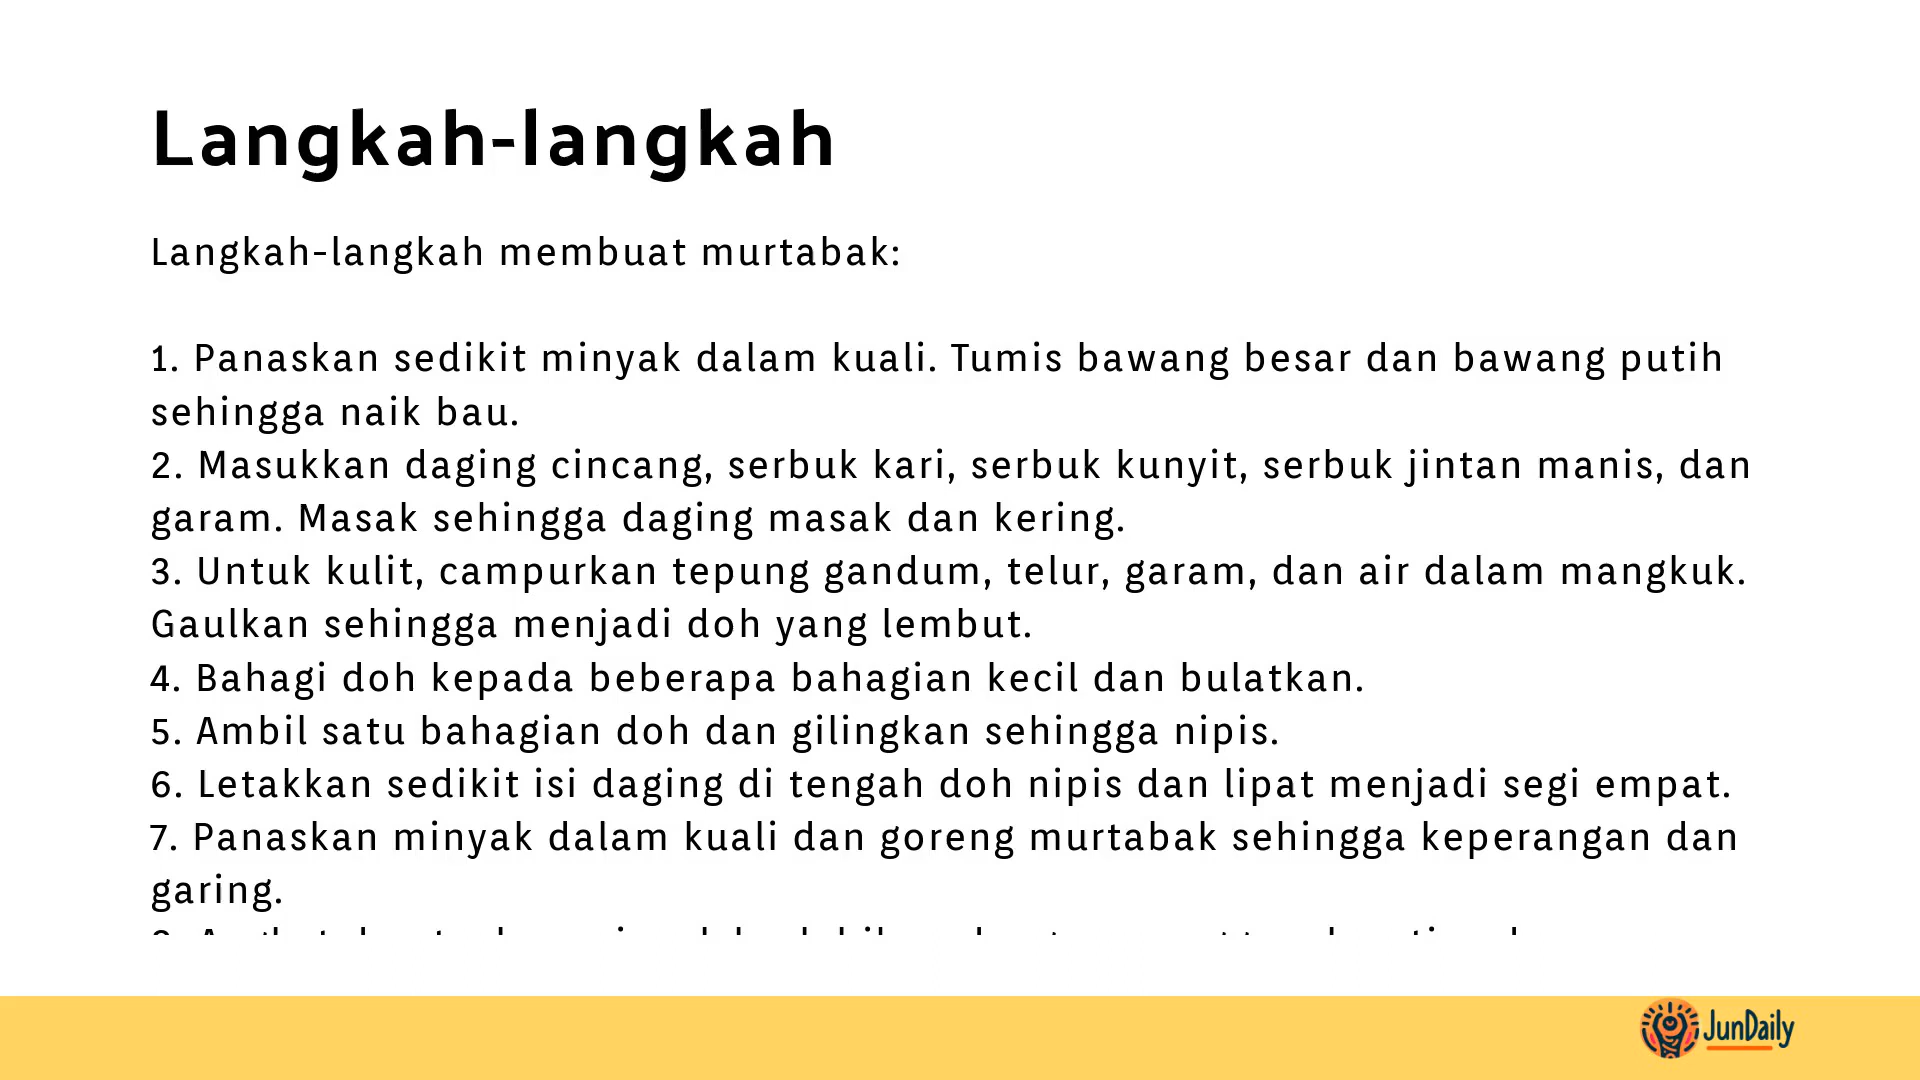 Langkah-langkah
Langkah-langkah membuat murtabak:
1. Panaskan sedikit minyak dalam kuali. Tumis bawang besar dan bawang putih
sehingga naik bau.
2. Masukkan daging cincang, serbuk kari, serbuk kunyit, serbuk jintan manis, dan
garam. Masak sehingga daging masak dan kering.
3. Untuk kulit, campurkan tepung gandum, telur, garam, dan air dalam mangkuk.
Gaulkan sehingga menjadi doh yang lembut.
4. Bahagi doh kepada beberapa bahagian kecil dan bulatkan.
5. Ambil satu bahagian doh dan gilingkan sehingga nipis.
6. Letakkan sedikit isi daging di tengah doh nipis dan lipat menjadi segi empat.
7. Panaskan minyak dalam kuali dan goreng murtabak sehingga keperangan dan
garing.
JunDaily